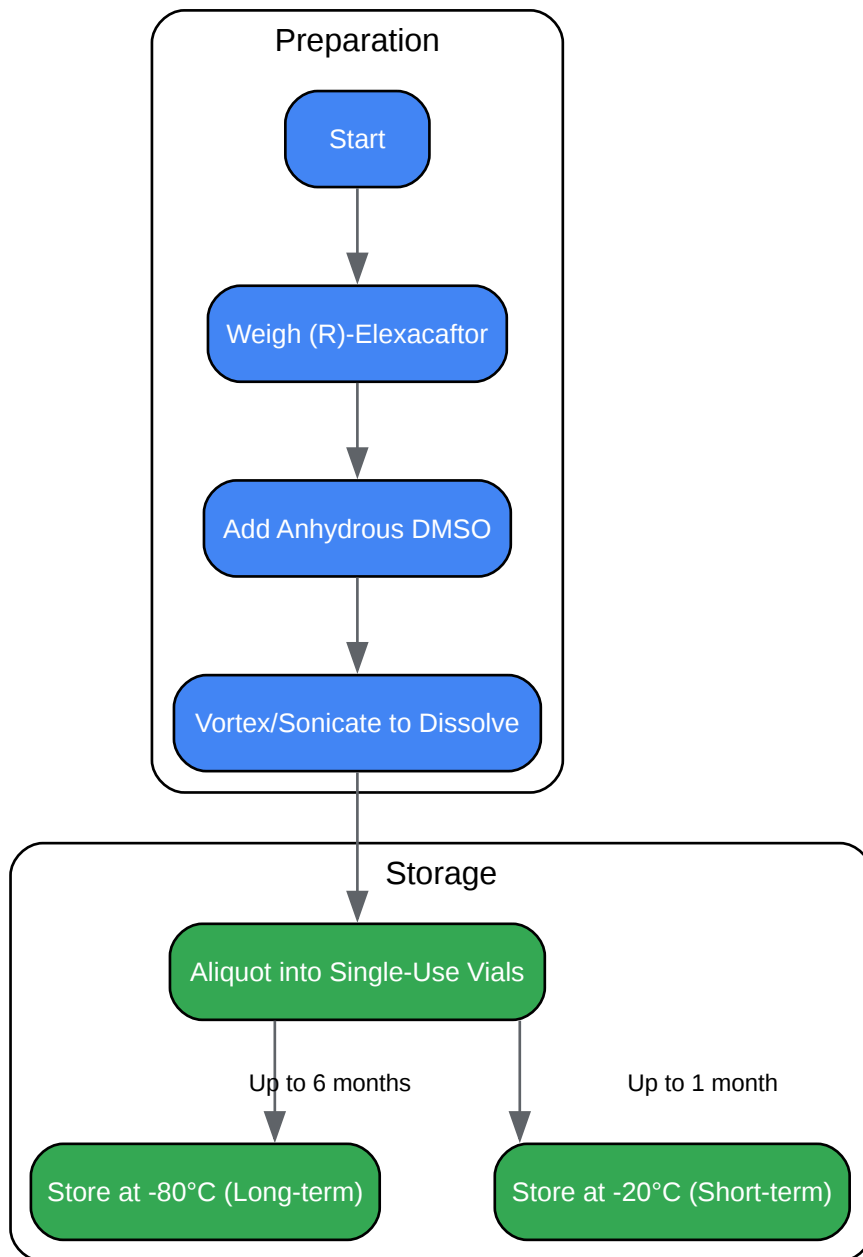 Preparation
Start
Weigh (R)-Elexacaftor
Add Anhydrous DMSO
Vortex/Sonicate to Dissolve
Storage
Aliquot into Single-Use Vials
Up to 6 months
Up to 1 month
Store at -80°C (Long-term)
Store at -20°C (Short-term)